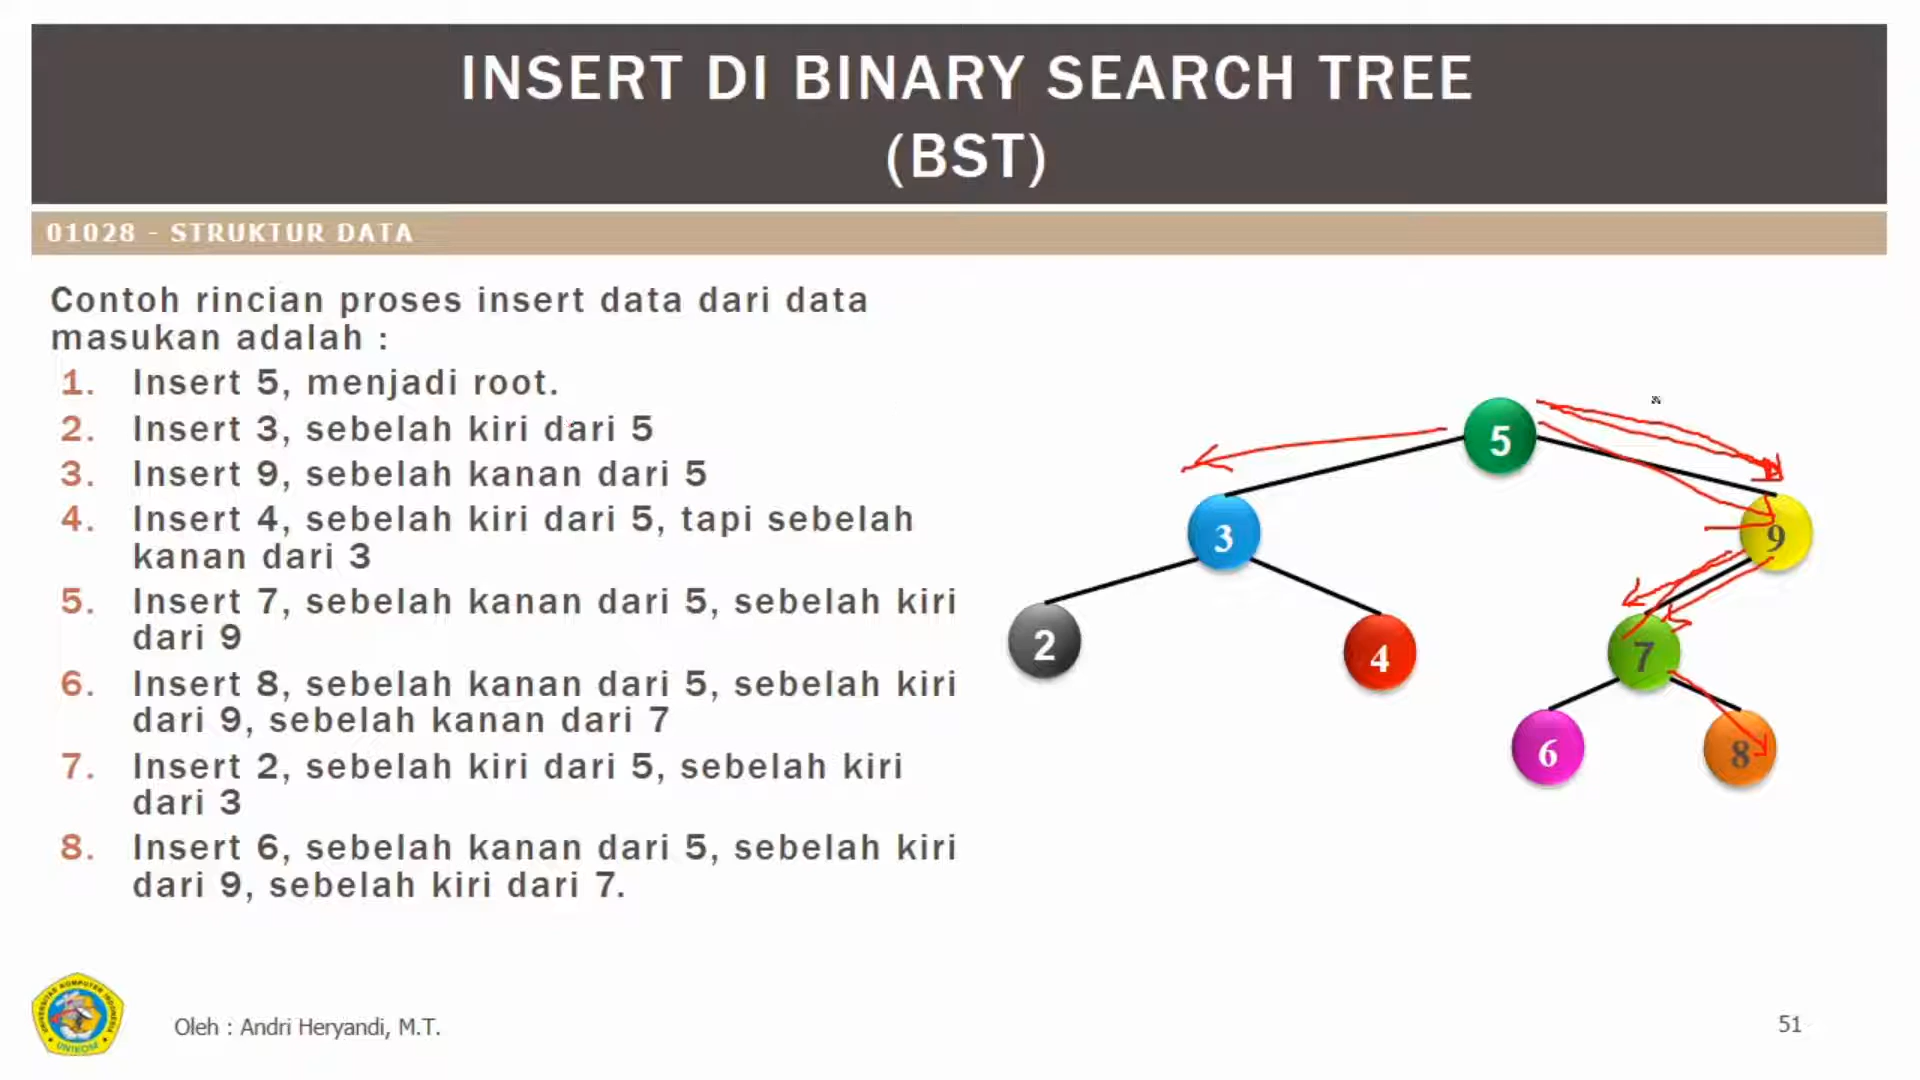 INSERT DI BINARY SEARCH TREE
(BST)
01028 - STRUKTUR DATA
Contoh rincian proses insert data dari data
masukan adalah :
1. Insert 5, menjadi root.
2. Insert 3, sebelah kiri dari 5
3. Insert 9, sebelah kanan dari 5
4. Insert 4, sebelah kiri dari 5, tapi sebelah
kanan dari 3
5. Insert 7, sebelah kanan dari 5, sebelah kiri
dari 9
6. Insert 8, sebelah kanan dari 5, sebelah kiri
dari 9, sebelah kanan dari 7
7. Insert 2, sebelah kiri dari 5, sebelah kiri
dari 3
8. Insert 6, sebelah kanan dari 5, sebelah kiri
dari 9, sebelah kiri dari 7.
5
3
9
2
4
7
6
8
UNIVERSITAS KOMPUTER INDONESIA
UNIKOM
Oleh : Andri Heryandi, M.T.
51